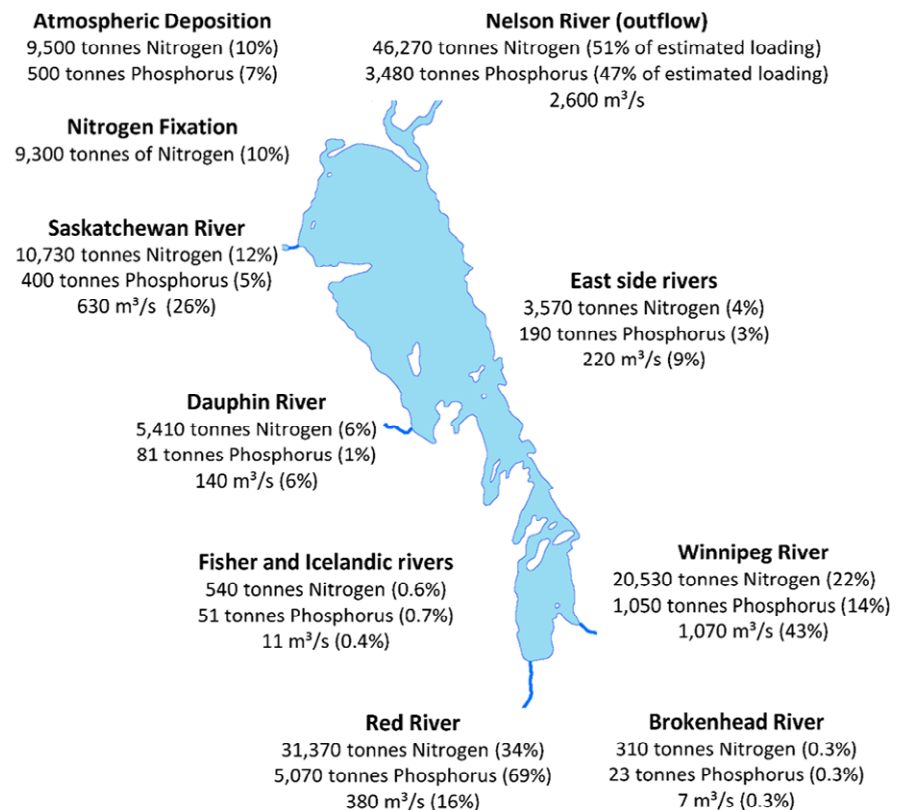 Atmospheric Deposition
9,500 tonnes Nitrogen (10%)
500 tonnes Phosphorus (7%)
Nelson River (outflow)
46,270 tonnes Nitrogen (51% of estimated loading)
3,480 tonnes Phosphorus (47% of estimated loading)
2,600 m³/s
Nitrogen Fixation
9,300 tonnes of Nitrogen (10%)
Saskatchewan River
10,730 tonnes Nitrogen (12%)
400 tonnes Phosphorus (5%)
630 m³/s (26%)
East side rivers
3,570 tonnes Nitrogen (4%)
190 tonnes Phosphorus (3%)
220 m³/s (9%)
Dauphin River
5,410 tonnes Nitrogen (6%)
81 tonnes Phosphorus (1%)
140 m³/s (6%)
Fisher and Icelandic rivers
540 tonnes Nitrogen (0.6%)
51 tonnes Phosphorus (0.7%)
11 m³/s (0.4%)
Winnipeg River
20,530 tonnes Nitrogen (22%)
1,050 tonnes Phosphorus (14%)
1,070 m³/s (43%)
Red River
31,370 tonnes Nitrogen (34%)
5,070 tonnes Phosphorus (69%)
380 m³/s (16%)
Brokenhead River
310 tonnes Nitrogen (0.3%)
23 tonnes Phosphorus (0.3%)
7 m³/s (0.3%)